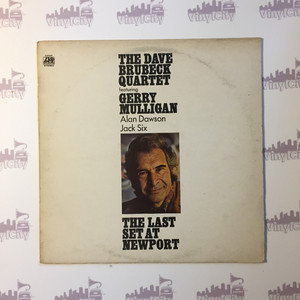 THE DAVE
BRUBECK
QUARTET
featuring
GERRY
MULLIGAN
Alan Dawson
Jack Six
THE LAST
SET AT
NEWPORT